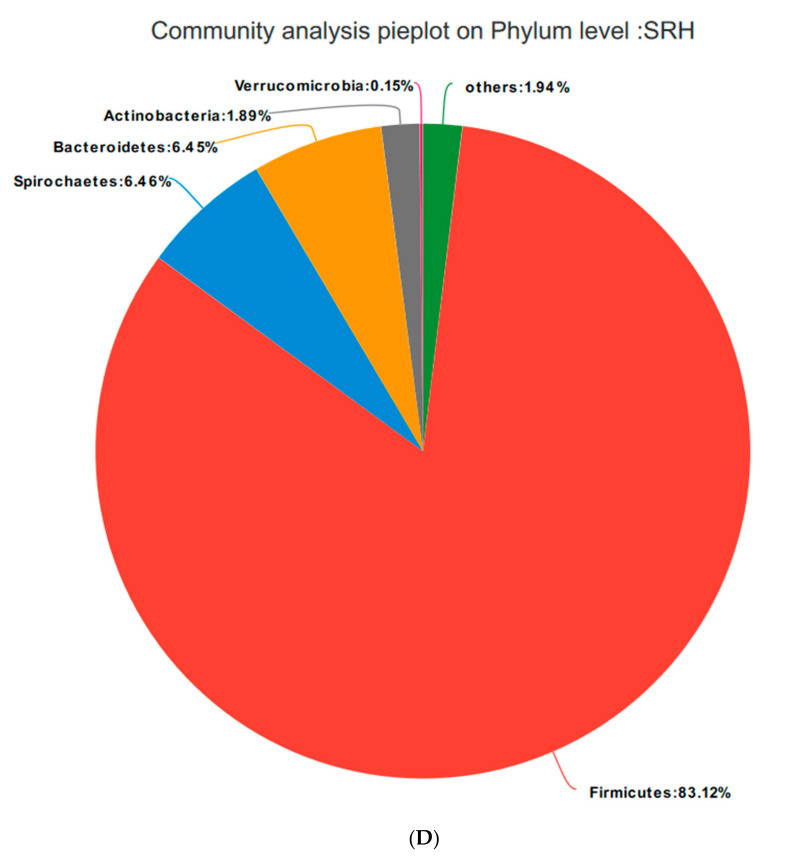 Community analysis pieplot on Phylum level :SRH
Verrucomicrobia:0.15%
others:1.94%
Actinobacteria:1.89%
Bacteroidetes:6.45%
Spirochaetes:6.46%
Firmicutes:83.12%
(D)